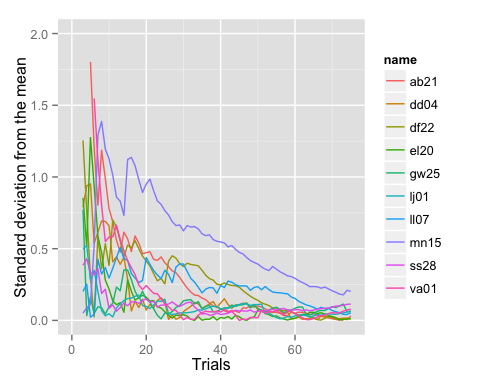 Standard deviation from the mean
2.0
1.5
1.0
0.5
0.0
0
20
40
60
Trials
name
ab21
dd04
df22
el20
gw25
lj01
ll07
mn15
ss28
va01